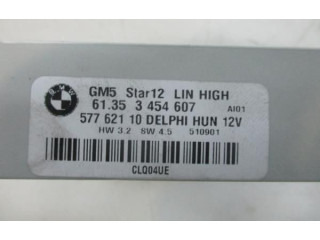 BMW
GM5 Star12 LIN HIGH
61.35 3 454 607 AI01
577 621 10 DELPHI HUN 12V
HW 3.2 SW 4.5 510901
CLQ04UE